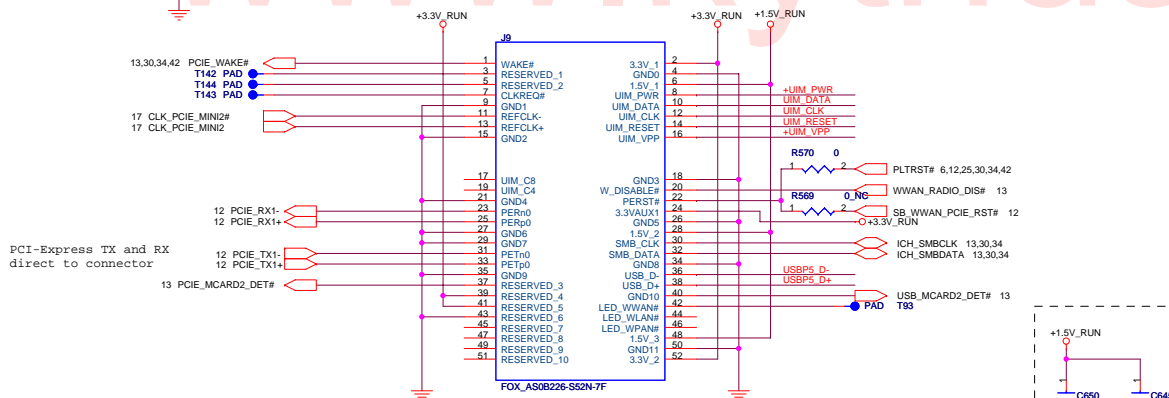 +3.3V_RUN
+3.3V_RUN
+1.5V_RUN
J9
13,30,34,42 PCIE_WAKE#
T142 PAD
T144 PAD
T143 PAD
17 CLK_PCIE_MINI2#
17 CLK_PCIE_MINI2
12 PCIE_RX1-
12 PCIE_RX1+
PCI-Express TX and RX
direct to connector
12 PCIE_TX1-
12 PCIE_TX1+
13 PCIE_MCARD2_DET#
1 WAKE#
3 RESERVED_1
5 RESERVED_2
7 CLKREQ#
9 GND1
11 REFCLK-
13 REFCLK+
15 GND2
17 UIM_C8
19 UIM_C4
21 GND4
23 PERn0
25 PERp0
27 GND6
29 GND7
31 PETn0
33 PETp0
35 GND9
37 RESERVED_3
39 RESERVED_4
41 RESERVED_5
43 RESERVED_6
45 RESERVED_7
47 RESERVED_8
49 RESERVED_9
51 RESERVED_10
3.3V_1 2
GND0 4
1.5V_1 6
UIM_PWR 8
UIM_DATA 10
UIM_CLK 12
UIM_RESET 14
UIM_VPP 16
GND3 18
W_DISABLE# 20
PERST# 22
3.3VAUX1 24
GND5 26
1.5V_2 28
SMB_CLK 30
SMB_DATA 32
GND8 34
USB_D- 36
USB_D+ 38
GND10 40
LED_WWAN# 42
LED_WLAN# 44
LED_WPAN# 46
1.5V_3 48
GND11 50
3.3V_2 52
FOX_AS0B226-S52N-7F
+UIM_PWR
UIM_DATA
UIM_CLK
UIM_RESET
+UIM_VPP
R570 0
1 2
PLTRST# 6,12,25,30,34,42
WWAN_RADIO_DIS# 13
R569 0_NC
1 2
SB_WWAN_PCIE_RST# 12
+3.3V_RUN
ICH_SMBCLK 13,30,34
ICH_SMBDATA 13,30,34
USBP5_D-
USBP5_D+
USB_MCARD2_DET# 13
PAD T93
+1.5V_RUN
1
1
C650